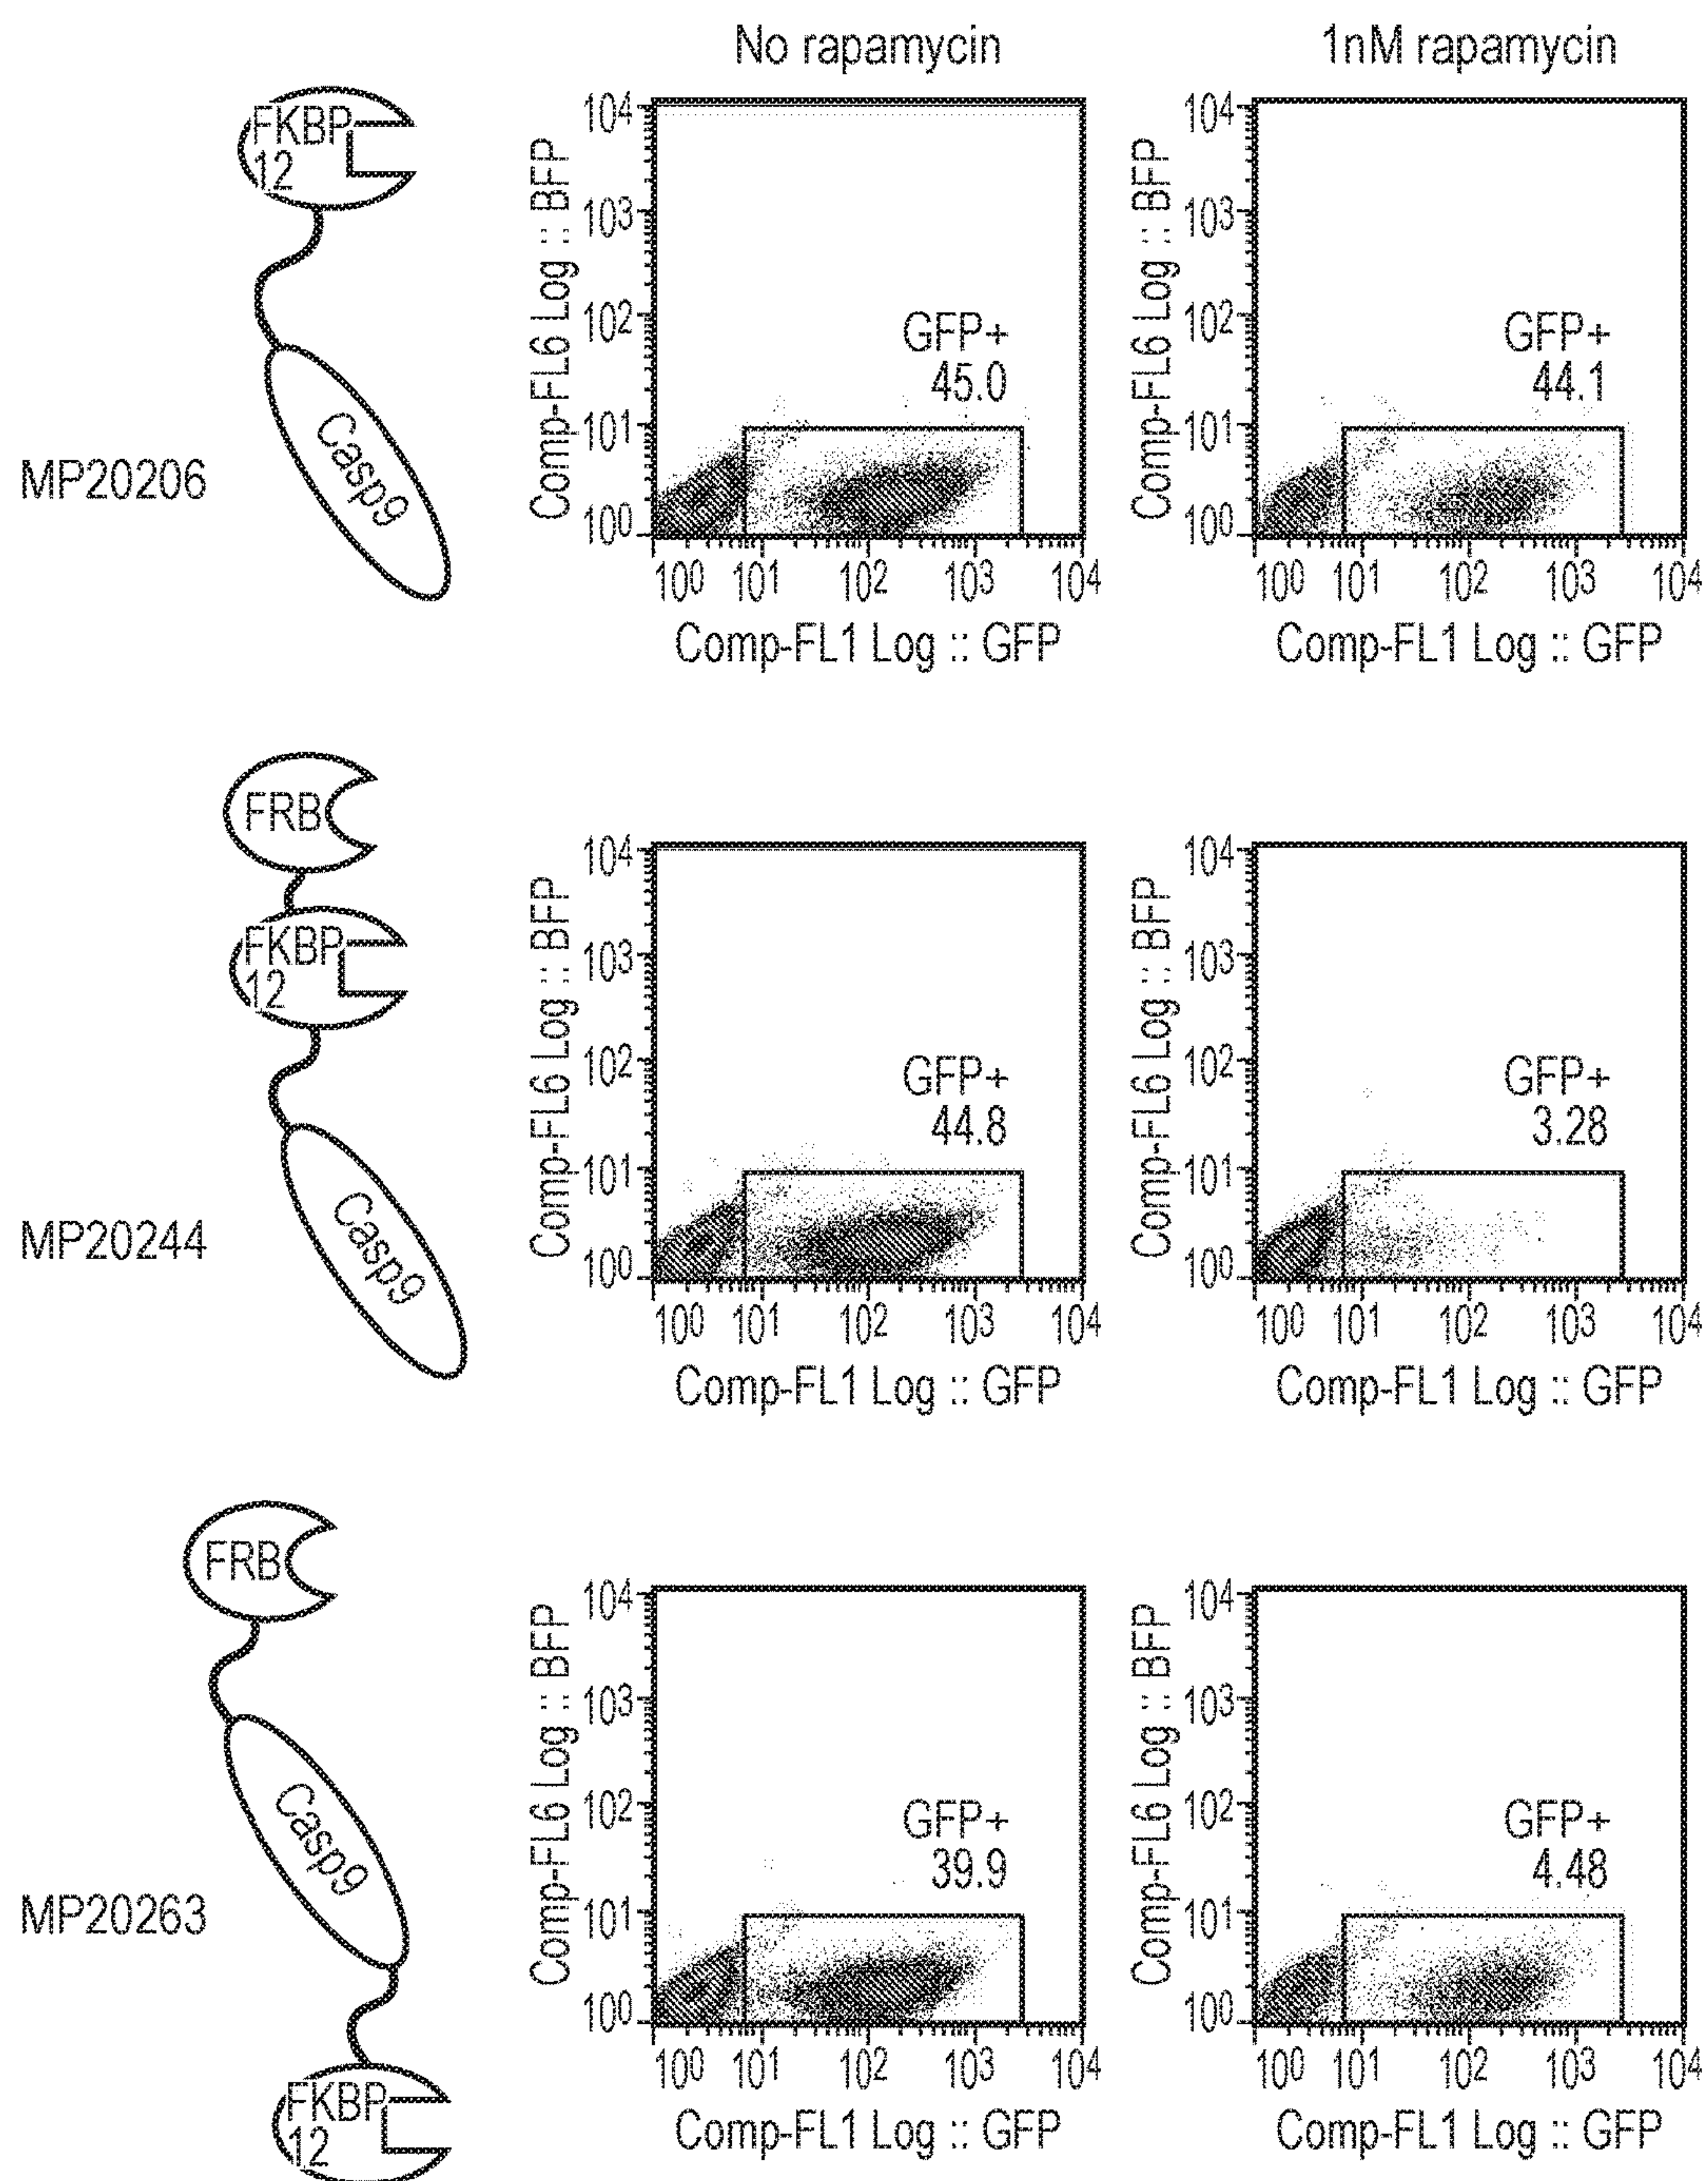 No rapamycin
1nM rapamycin
MP20206
FKBP
12
Casp9
Comp-FL6 Log :: BFP
10⁴
10³
10²
10¹
10⁰
GFP+
45.0
10⁰ 10¹ 10² 10³ 10⁴
Comp-FL1 Log :: GFP
Comp-FL6 Log :: BFP
10⁴
10³
10²
10¹
10⁰
GFP+
44.1
10⁰ 10¹ 10² 10³ 10⁴
Comp-FL1 Log :: GFP
MP20244
FRB
FKBP
12
Casp9
Comp-FL6 Log :: BFP
10⁴
10³
10²
10¹
10⁰
GFP+
44.8
10⁰ 10¹ 10² 10³ 10⁴
Comp-FL1 Log :: GFP
Comp-FL6 Log :: BFP
10⁴
10³
10²
10¹
10⁰
GFP+
3.28
10⁰ 10¹ 10² 10³ 10⁴
Comp-FL1 Log :: GFP
MP20263
FRB
Casp9
FKBP
12
Comp-FL6 Log :: BFP
10⁴
10³
10²
10¹
10⁰
GFP+
39.9
10⁰ 10¹ 10² 10³ 10⁴
Comp-FL1 Log :: GFP
Comp-FL6 Log :: BFP
10⁴
10³
10²
10¹
10⁰
GFP+
4.48
10⁰ 10¹ 10² 10³ 10⁴
Comp-FL1 Log :: GFP